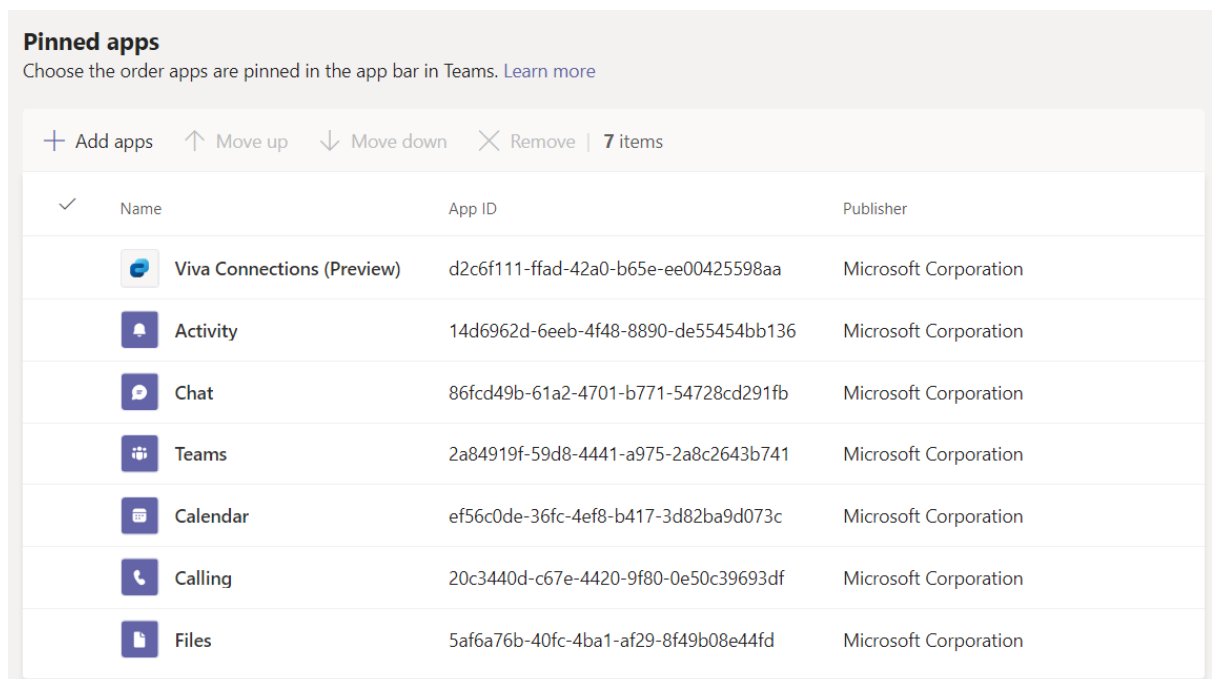 Pinned apps
Choose the order apps are pinned in the app bar in Teams. Learn more
Add apps Move up Move down Remove | 7 items
Name App ID Publisher
Viva Connections (Preview) d2c6f111-ffad-42a0-b65e-ee00425598aa Microsoft Corporation
Activity 14d6962d-6eeb-4f48-8890-de55454bb136 Microsoft Corporation
Chat 86fcd49b-61a2-4701-b771-54728cd291fb Microsoft Corporation
Teams 2a84919f-59d8-4441-a975-2a8c2643b741 Microsoft Corporation
Calendar ef56c0de-36fc-4ef8-b417-3d82ba9d073c Microsoft Corporation
Calling 20c3440d-c67e-4420-9f80-0e50c39693df Microsoft Corporation
Files 5af6a76b-40fc-4ba1-af29-8f49b08e44fd Microsoft Corporation